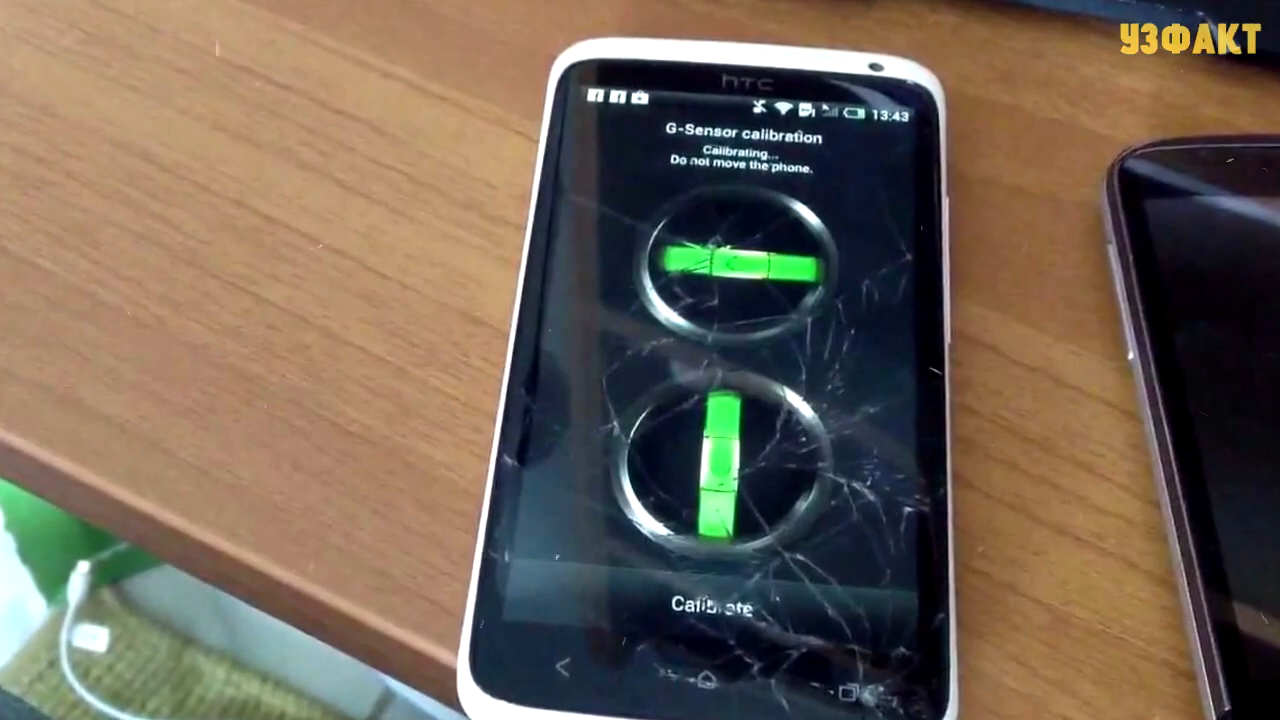 УЗФАКТ
hTC
13:43
G-Sensor calibration
Calibrating...
Do not move the phone.
Calibrate